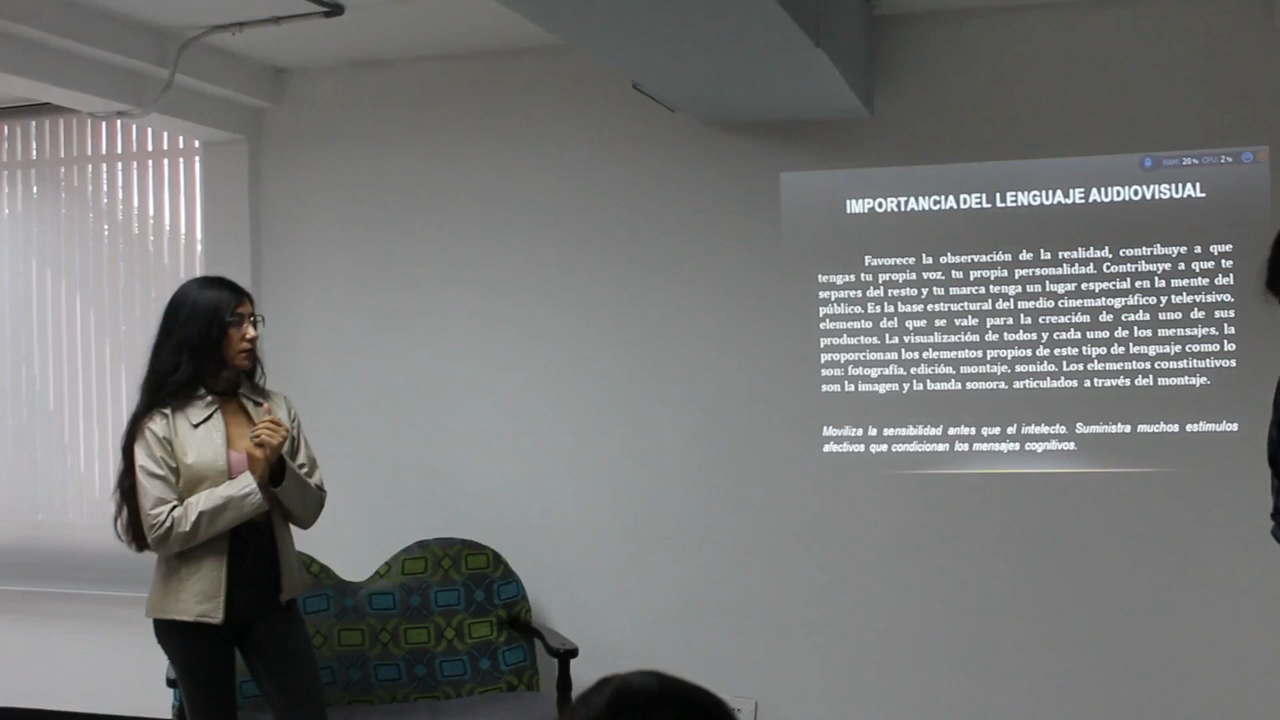 RAM: 20% CPU: 2%
IMPORTANCIA DEL LENGUAJE AUDIOVISUAL
Favorece la observación de la realidad, contribuye a que
tengas tu propia voz, tu propia personalidad. Contribuye a que te
separes del resto y tu marca tenga un lugar especial en la mente del
público. Es la base estructural del medio cinematográfico y televisivo,
elemento del que se vale para la creación de cada uno de sus
productos. La visualización de todos y cada uno de los mensajes, la
proporcionan los elementos propios de este tipo de lenguaje como lo
son: fotografía, edición, montaje, sonido. Los elementos constitutivos
son la imagen y la banda sonora, articulados a través del montaje.
Moviliza la sensibilidad antes que el intelecto. Suministra muchos estímulos
afectivos que condicionan los mensajes cognitivos.